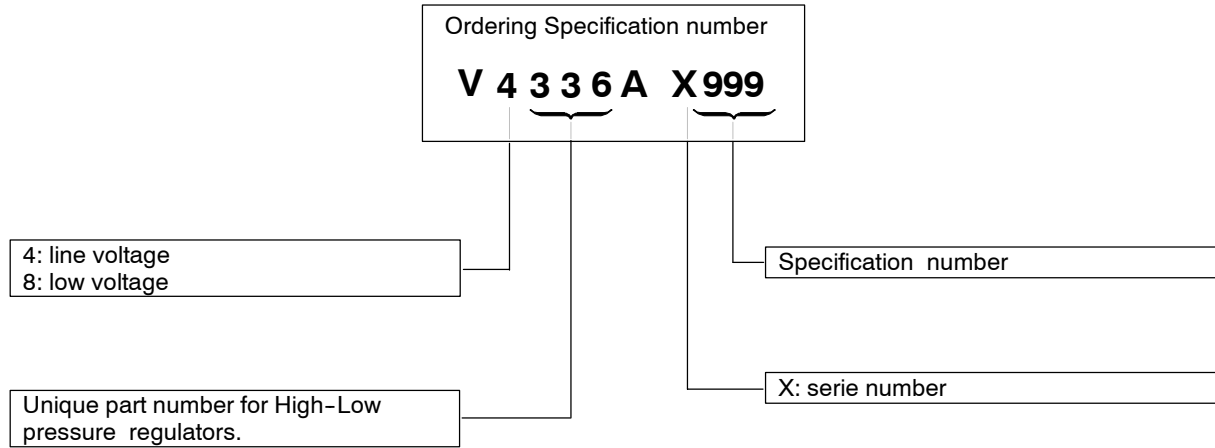 Ordering Specification number
V 4 3 3 6 A X 999
4: line voltage
8: low voltage
Specification number
Unique part number for High-Low
pressure regulators.
X: serie number